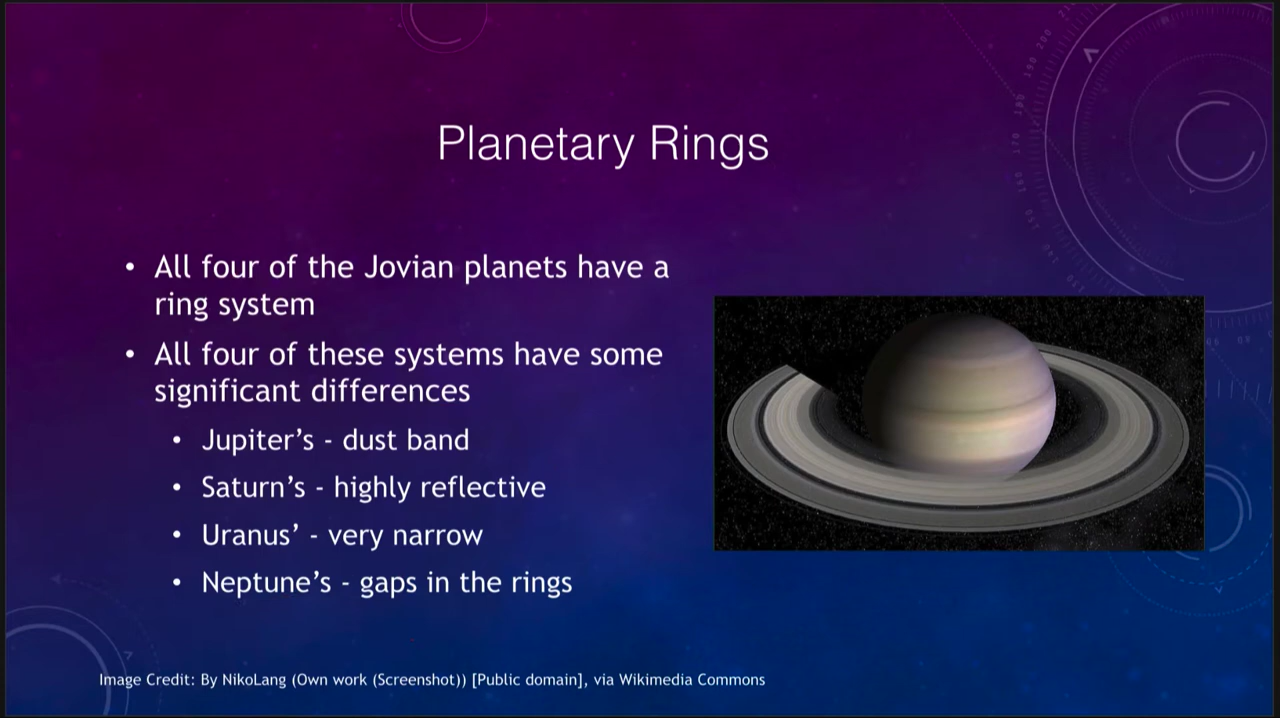 Planetary Rings
• All four of the Jovian planets have a
ring system
• All four of these systems have some
significant differences
• Jupiter’s - dust band
• Saturn’s - highly reflective
• Uranus’ - very narrow
• Neptune’s - gaps in the rings
Image Credit: By NikoLang (Own work (Screenshot)) [Public domain], via Wikimedia Commons